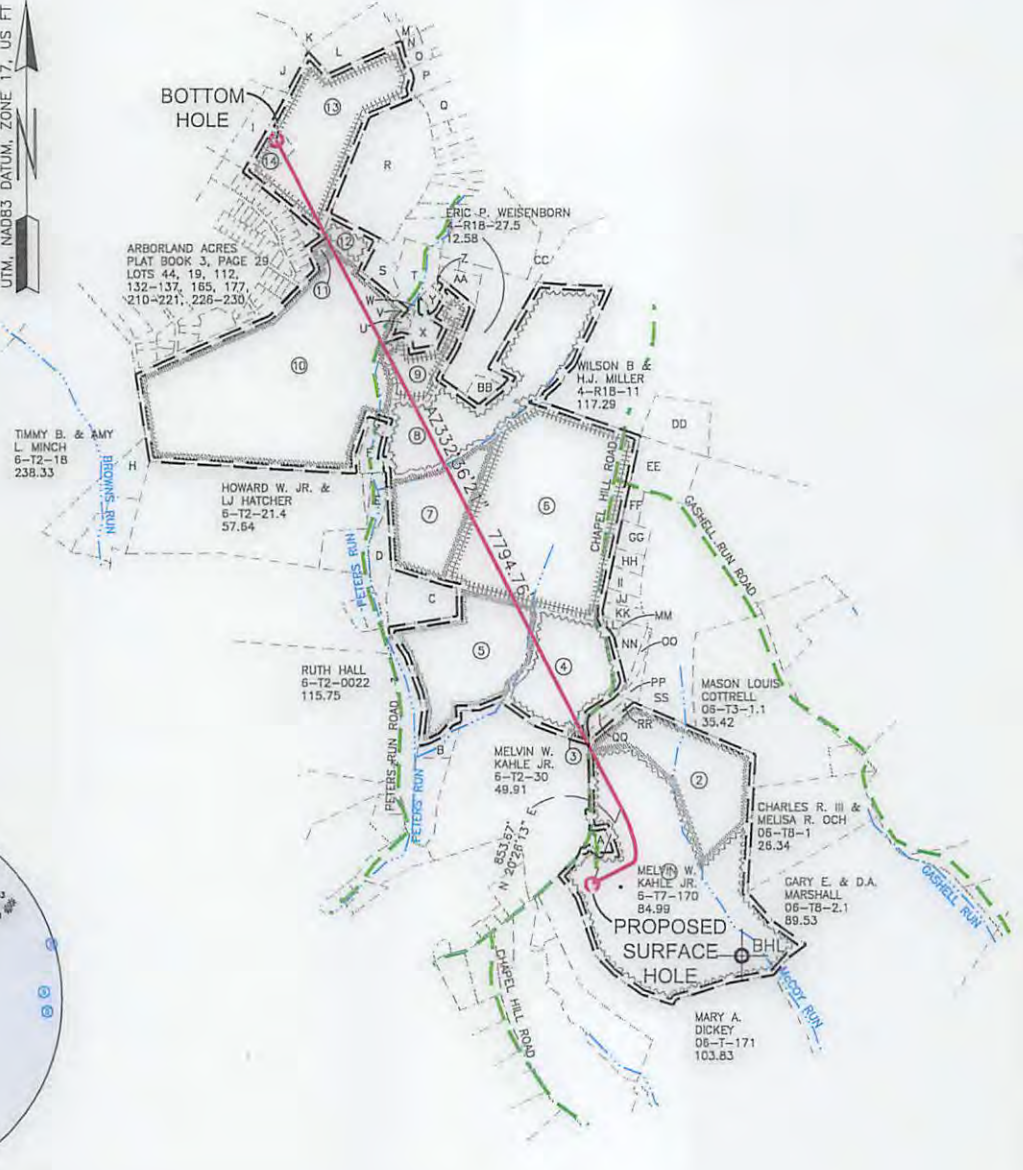 UTM, NAD83 DATUM, ZONE 17, US FT
N
BOTTOM
HOLE
K
L
M
N
O
P
Q
J
I
13
14
R
ERIC P. WEISENBORN
4-R18-27.5
12.58
ARBORLAND ACRES
PLAT BOOK 3, PAGE 29
LOTS 44, 19, 112,
132-137, 165, 177,
210-221, 226-230
12
11
S
T
Z
AA
Y
CC
W
V
U
X
10
9
BB
WILSON B &
H.J. MILLER
4-R18-11
117.29
TIMMY B. & AMY
L. MINCH
6-T2-18
238.33
BROWNS RUN
H
8
DD
HOWARD W. JR. &
LJ HATCHER
6-T2-21.4
57.64
7
6
7794.76
CHAPEL HILL ROAD
EE
FF
GG
HH
II
JJ
KK
GASHELL RUN ROAD
D
PETERS RUN
C
MM
NN
OO
RUTH HALL
6-T2-0022
115.75
5
4
PP
SS
RR
QQ
MASON LOUIS
COTTRELL
06-T3-1.1
35.42
PETERS RUN ROAD
PETERS RUN
B
MELVIN W.
KAHLE JR.
6-T2-30
49.91
3
2
E
A
N 20°26'13"
853.67'
CHARLES R. III &
MELISA R. OCH
06-T8-1
26.34
MELVIN W.
KAHLE JR.
6-T7-170
84.99
GARY E. & D.A.
MARSHALL
06-T8-2.1
89.53
GASHELL RUN
PROPOSED
SURFACE
HOLE
BHL
McCOY RUN
CHAPEL HILL ROAD
MARY A.
DICKEY
06-T-171
103.83